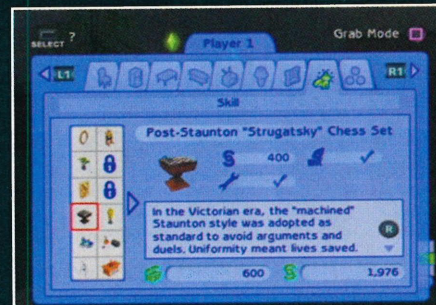 SELECT ?
Player 1
Grab Mode
L1
R1
Skill
Post-Staunton "Strugatsky" Chess Set
400
In the Victorian era, the "machined"
Staunton style was adopted as
standard to avoid arguments and
duels. Uniformity meant lives saved.
R
600
1,976